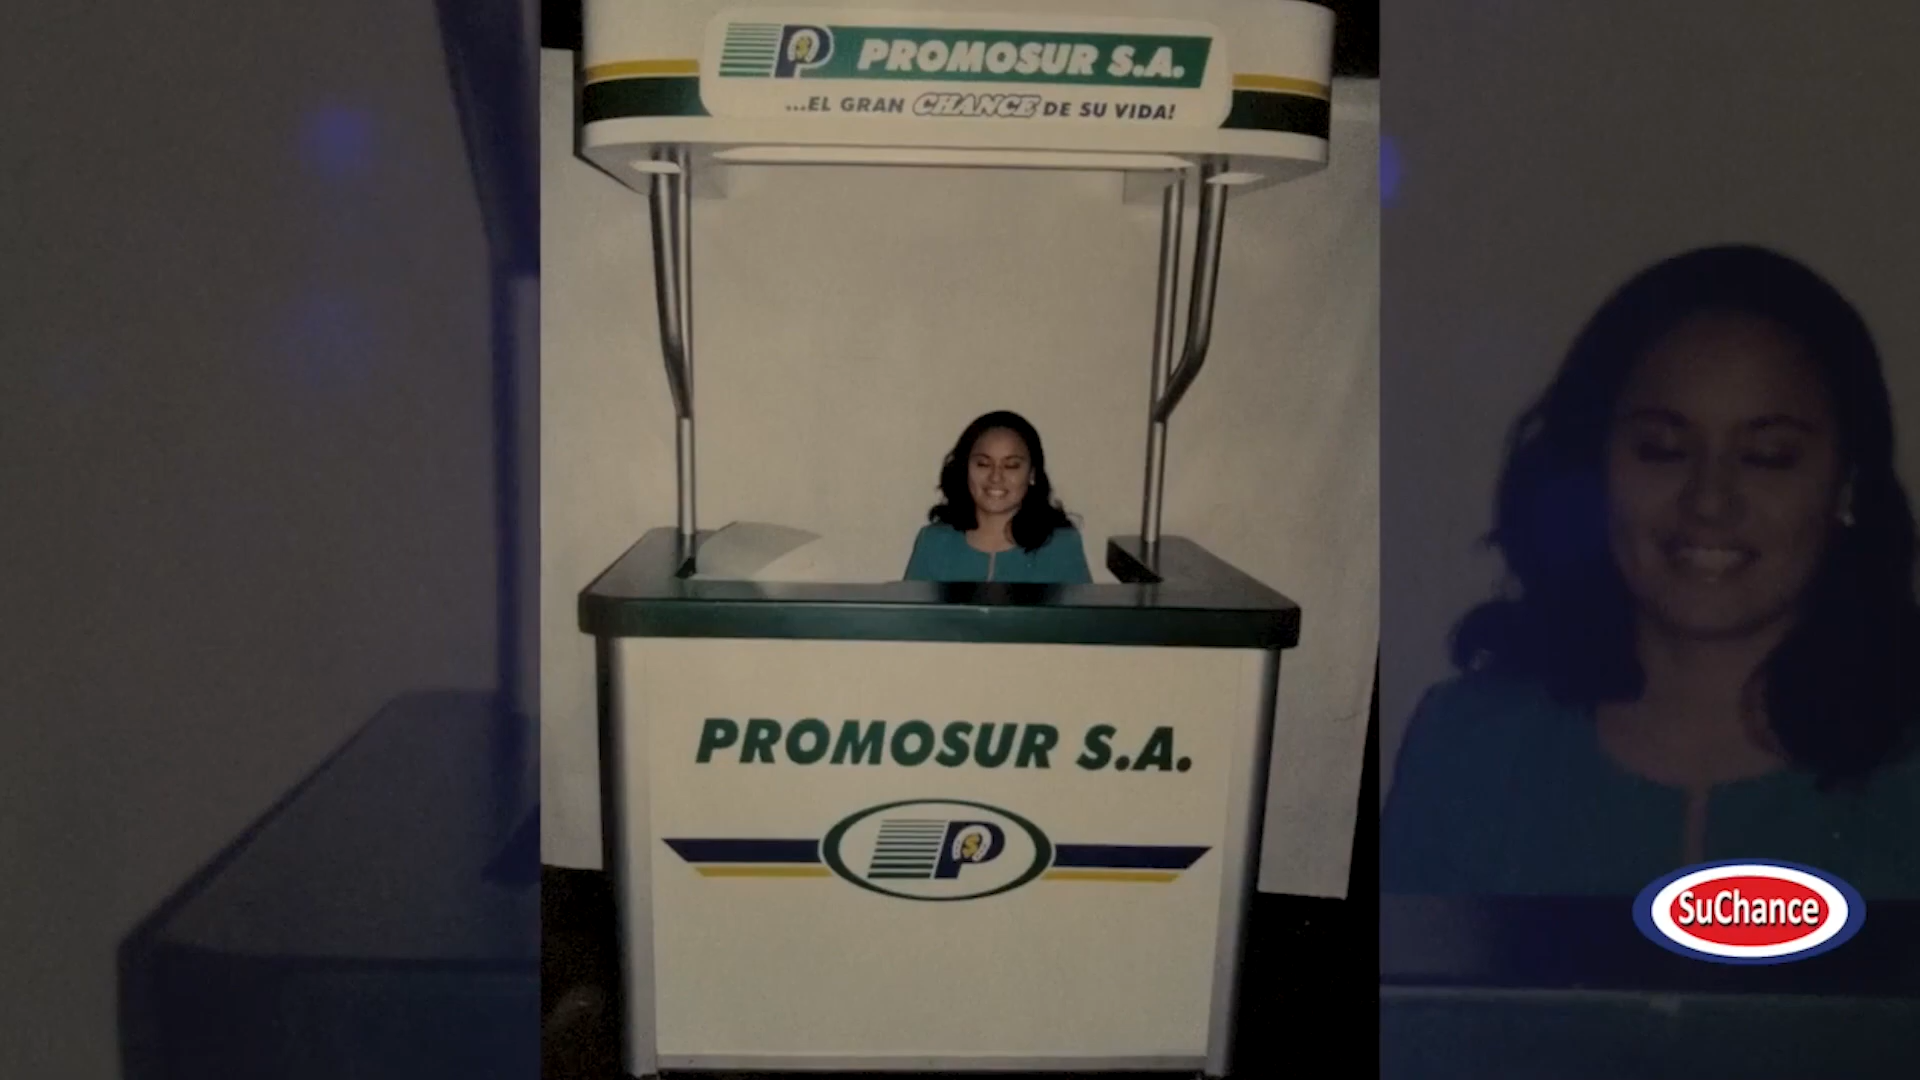 PROMOSUR S.A.
...EL GRAN CHANCE DE SU VIDA!
PROMOSUR S.A.
SuChance